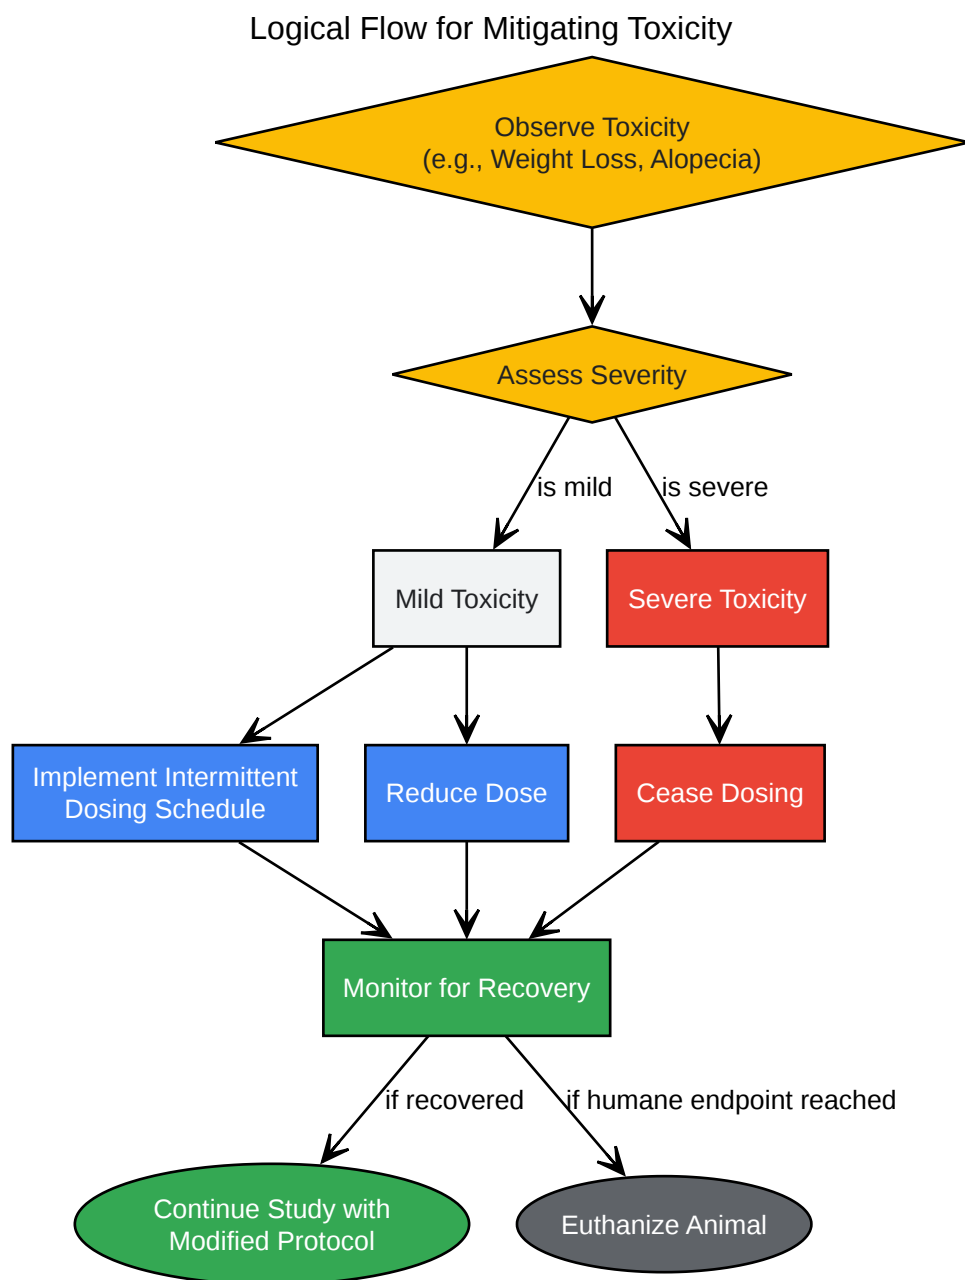 Logical Flow for Mitigating Toxicity
Observe Toxicity
(e.g., Weight Loss, Alopecia)
Assess Severity
is mild
is severe
Mild Toxicity
Severe Toxicity
Implement Intermittent
Dosing Schedule
Reduce Dose
Cease Dosing
Monitor for Recovery
if recovered
if humane endpoint reached
Continue Study with
Modified Protocol
Euthanize Animal